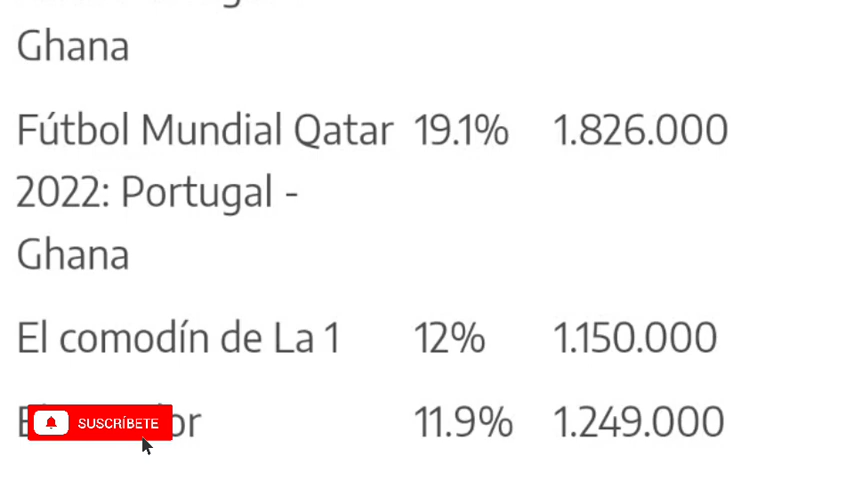 Ghana
Fútbol Mundial Qatar 19.1% 1.826.000
2022: Portugal -
Ghana
El comodín de La 1 12% 1.150.000
11.9% 1.249.000
SUSCRÍBETE